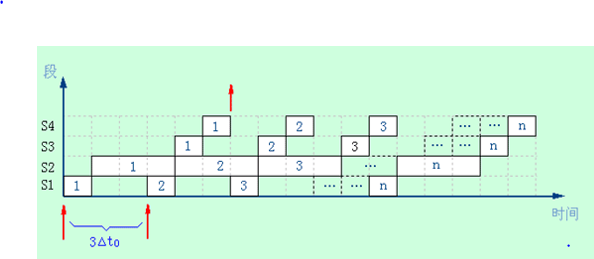 段
S4 1 2 3 … … n
S3 1 2 3 … … n
S2 1 2 3 … n
S1 1 2 3 … … n
时间
3Δt₀